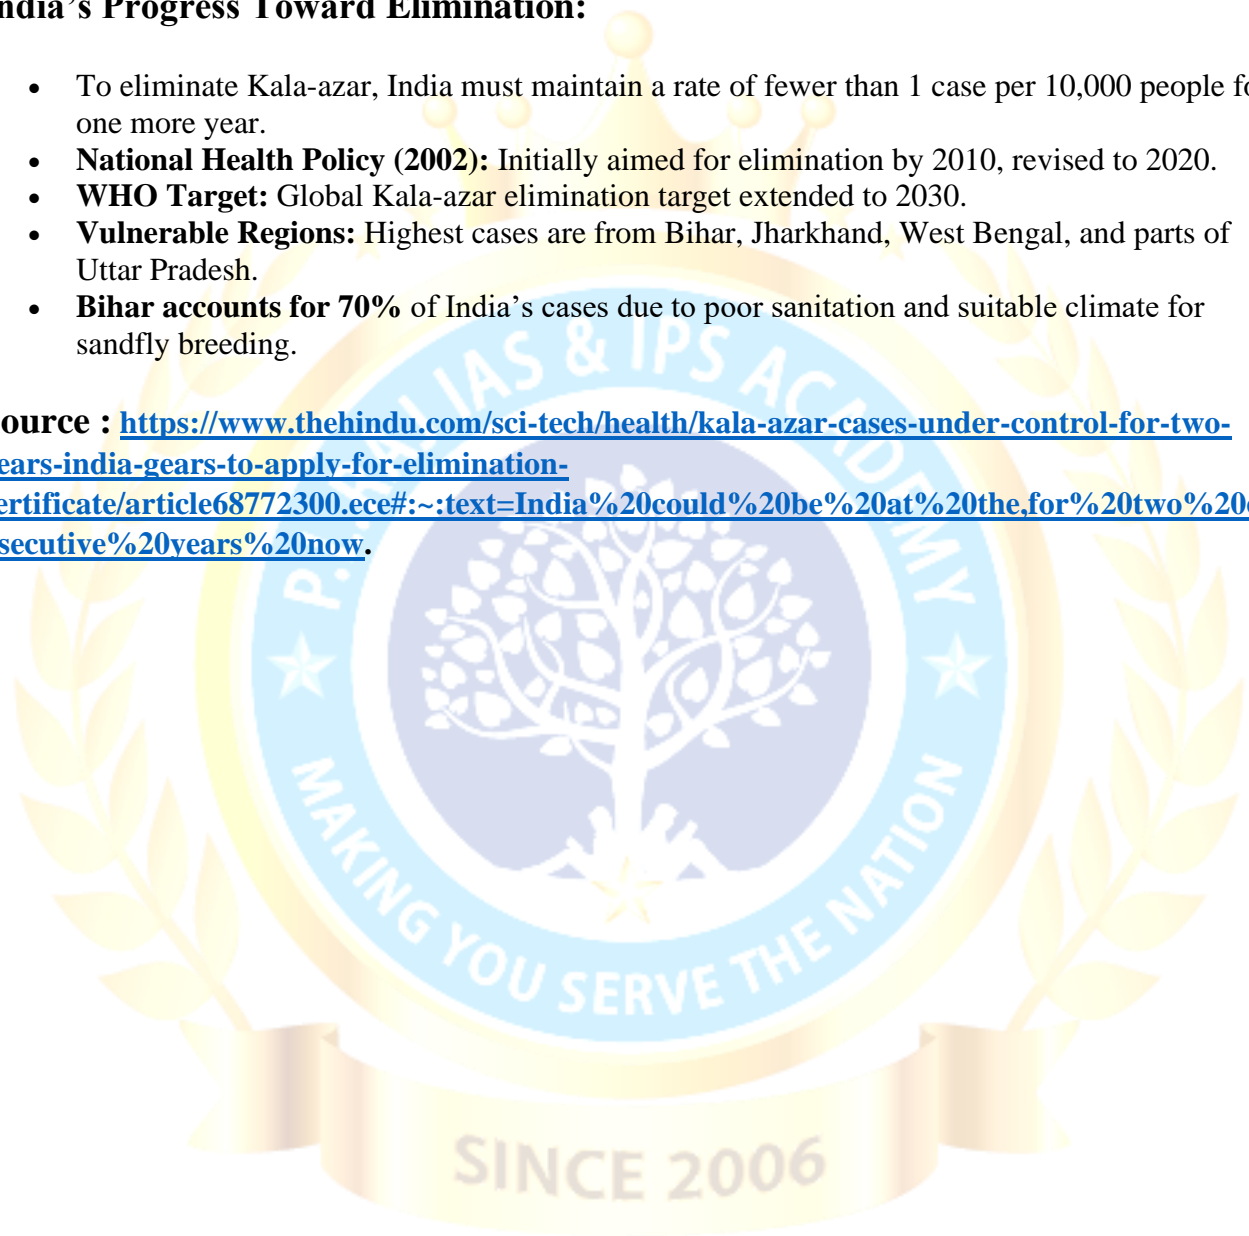 ndia's Progress Toward Elimination:
• To eliminate Kala-azar, India must maintain a rate of fewer than 1 case per 10,000 people fo
one more year.
• National Health Policy (2002): Initially aimed for elimination by 2010, revised to 2020.
• WHO Target: Global Kala-azar elimination target extended to 2030.
• Vulnerable Regions: Highest cases are from Bihar, Jharkhand, West Bengal, and parts of
Uttar Pradesh.
• Bihar accounts for 70% of India's cases due to poor sanitation and suitable climate for
sandfly breeding.
ource : https://www.thehindu.com/sci-tech/health/kala-azar-cases-under-control-for-two-
ears-india-gears-to-apply-for-elimination-
ertificate/article68772300.ece#:~:text=India%20could%20be%20at%20the,for%20two%20c
secutive%20years%20now.
IAS & IPS ACADEMY
MAKING YOU SERVE THE NATION
SINCE 2006